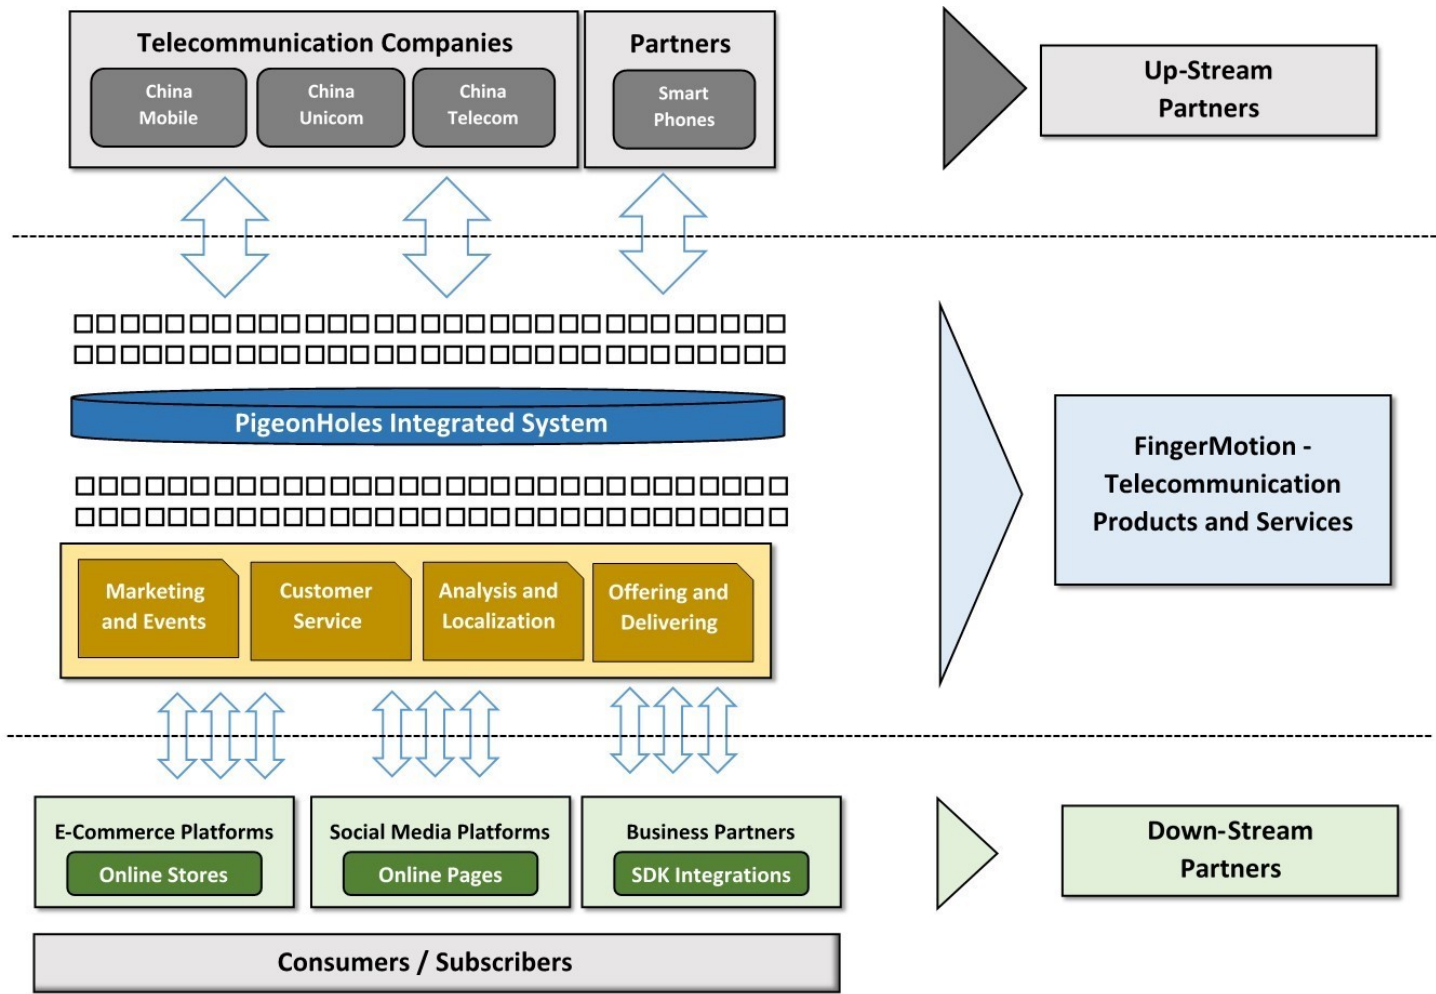 Telecommunication Companies
China
Mobile
China
Unicom
China
Telecom
Partners
Smart
Phones
Up-Stream
Partners
PigeonHoles Integrated System
Marketing
and Events
Customer
Service
Analysis and
Localization
Offering and
Delivering
FingerMotion -
Telecommunication
Products and Services
E-Commerce Platforms
Online Stores
Social Media Platforms
Online Pages
Business Partners
SDK Integrations
Down-Stream
Partners
Consumers / Subscribers